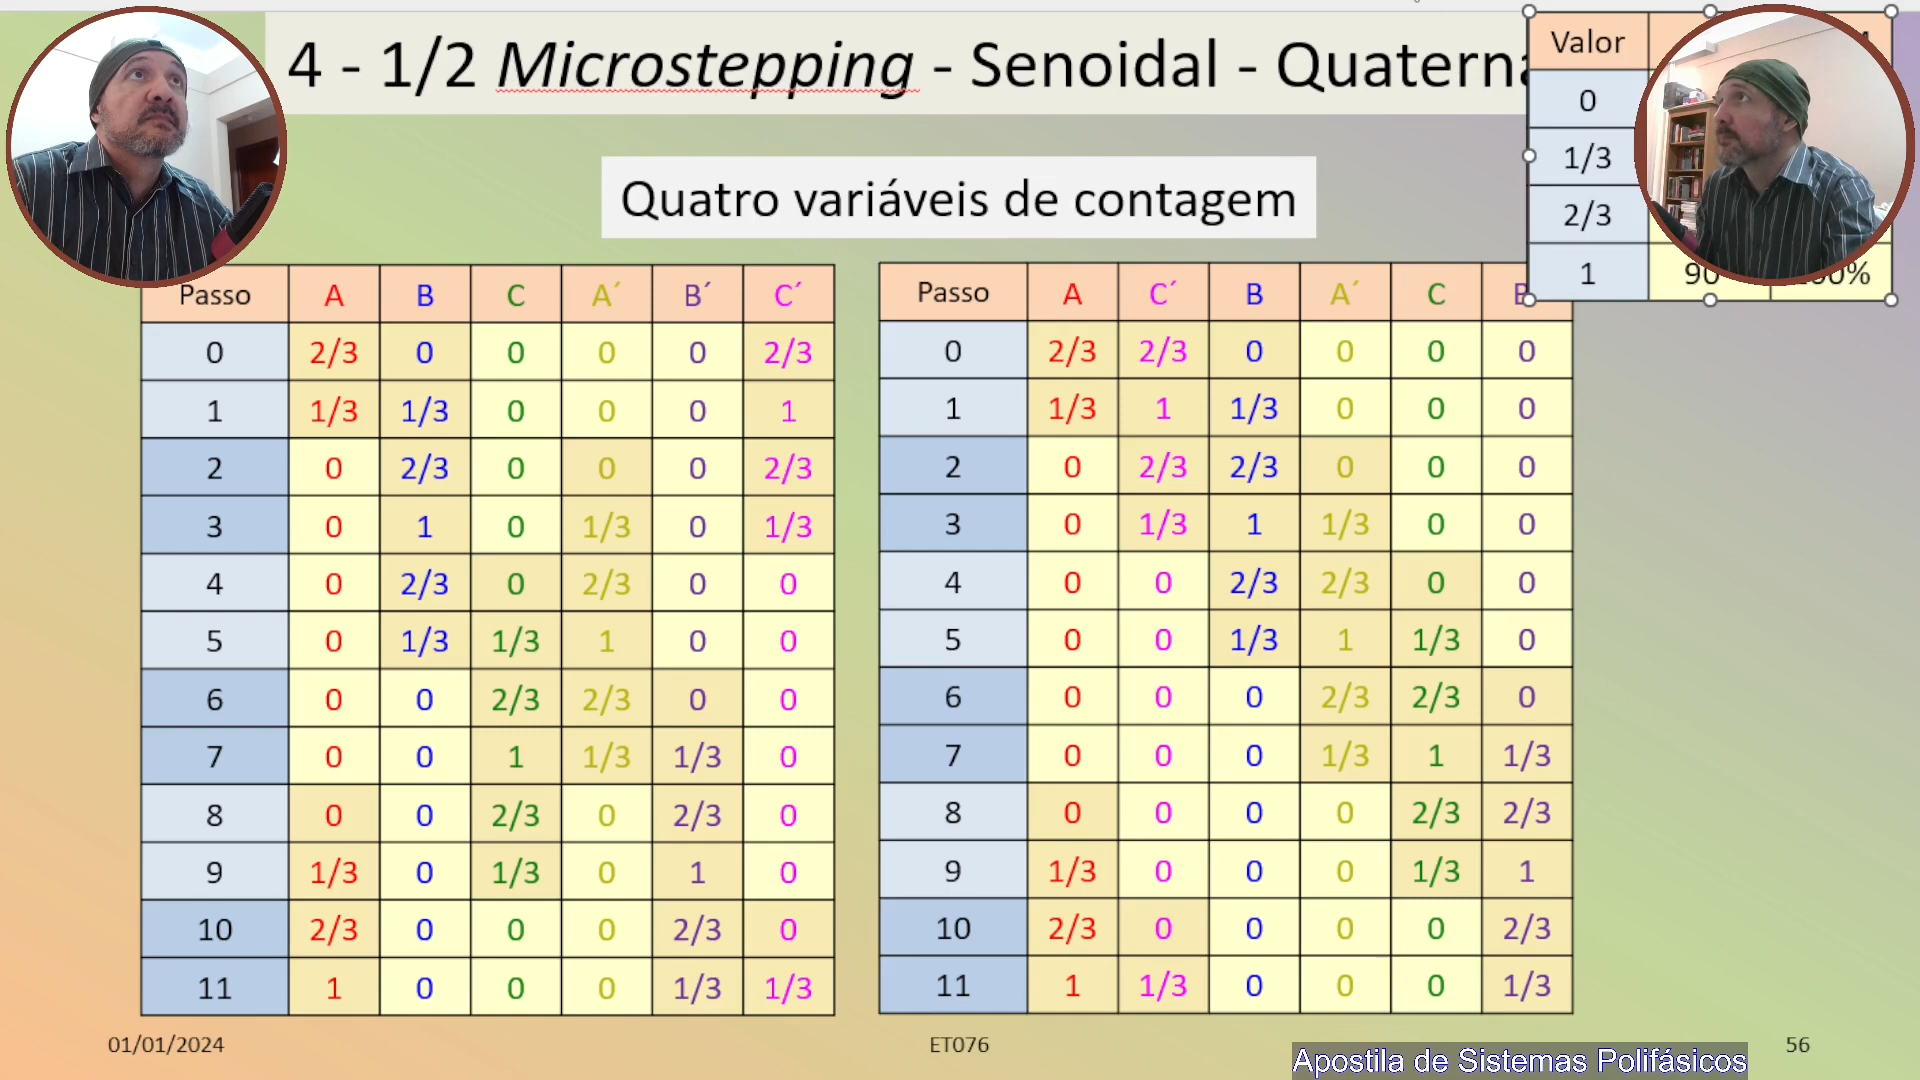 4 - 1/2 Microstepping - Senoidal - Quaterna
Quatro variáveis de contagem
Valor
0
1/3
2/3
1 90
Passo A B C A´ B´ C´
0 2/3 0 0 0 0 2/3
1 1/3 1/3 0 0 0 1
2 0 2/3 0 0 0 2/3
3 0 1 0 1/3 0 1/3
4 0 2/3 0 2/3 0 0
5 0 1/3 1/3 1 0 0
6 0 0 2/3 2/3 0 0
7 0 0 1 1/3 1/3 0
8 0 0 2/3 0 2/3 0
9 1/3 0 1/3 0 1 0
10 2/3 0 0 0 2/3 0
11 1 0 0 0 1/3 1/3
Passo A C´ B A´ C B
0 2/3 2/3 0 0 0 0
1 1/3 1 1/3 0 0 0
2 0 2/3 2/3 0 0 0
3 0 1/3 1 1/3 0 0
4 0 0 2/3 2/3 0 0
5 0 0 1/3 1 1/3 0
6 0 0 0 2/3 2/3 0
7 0 0 0 1/3 1 1/3
8 0 0 0 0 2/3 2/3
9 1/3 0 0 0 1/3 1
10 2/3 0 0 0 0 2/3
11 1 1/3 0 0 0 1/3
01/01/2024 ET076 56
Apostila de Sistemas Polifásicos